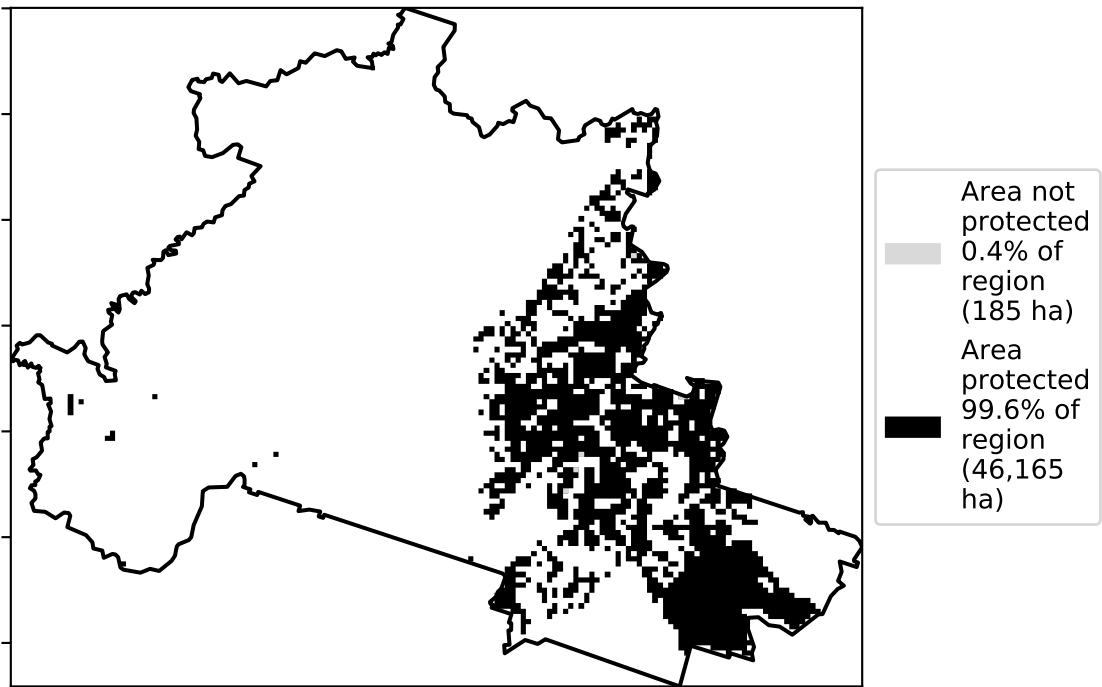 Area not
protected
0.4% of
region
(185 ha)
Area
protected
99.6% of
region
(46,165
ha)